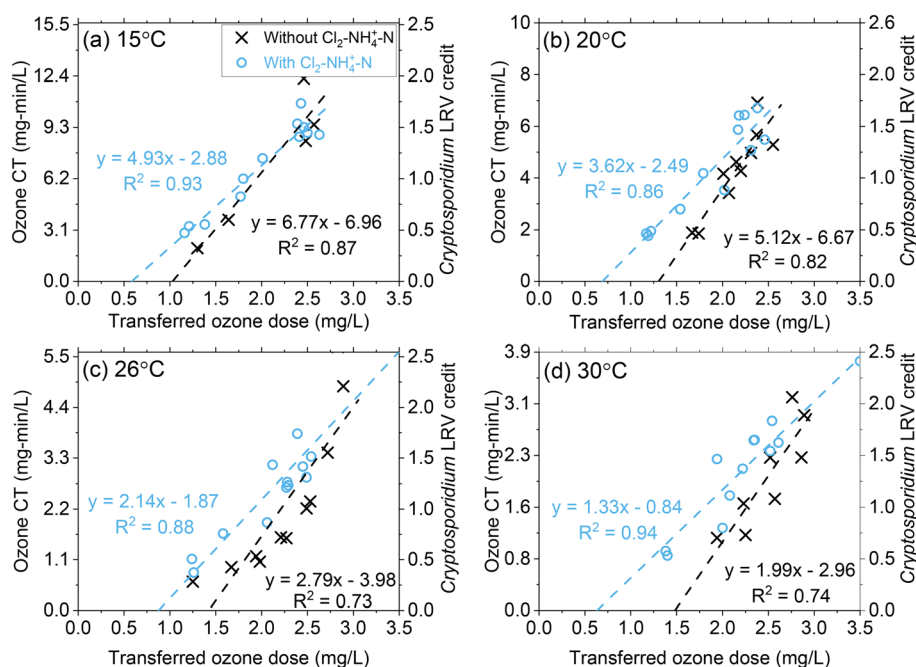 (a) 15°C
× Without Cl₂-NH₄⁺-N
○ With Cl₂-NH₄⁺-N
15.5
12.4
9.3
6.2
3.1
0.0
Ozone CT (mg-min/L)
y = 4.93x - 2.88
R² = 0.93
y = 6.77x - 6.96
R² = 0.87
2.5
2.0
1.5
1.0
0.5
0.0
Cryptosporidium LRV credit
0.0 0.5 1.0 1.5 2.0 2.5 3.0 3.5
Transferred ozone dose (mg/L)
(b) 20°C
10
8
6
4
2
0
Ozone CT (mg-min/L)
y = 3.62x - 2.49
R² = 0.86
y = 5.12x - 6.67
R² = 0.82
2.6
2.0
1.5
1.0
0.5
0.0
Cryptosporidium LRV credit
0.0 0.5 1.0 1.5 2.0 2.5 3.0 3.5
Transferred ozone dose (mg/L)
(c) 26°C
5.5
4.4
3.3
2.2
1.1
0.0
Ozone CT (mg-min/L)
y = 2.14x - 1.87
R² = 0.88
y = 2.79x - 3.98
R² = 0.73
2.5
2.0
1.5
1.0
0.5
0.0
Cryptosporidium LRV credit
0.0 0.5 1.0 1.5 2.0 2.5 3.0 3.5
Transferred ozone dose (mg/L)
(d) 30°C
3.9
3.1
2.3
1.6
0.8
0.0
Ozone CT (mg-min/L)
y = 1.33x - 0.84
R² = 0.94
y = 1.99x - 2.96
R² = 0.74
2.5
2.0
1.5
1.0
0.5
0.0
Cryptosporidium LRV credit
0.0 0.5 1.0 1.5 2.0 2.5 3.0 3.5
Transferred ozone dose (mg/L)